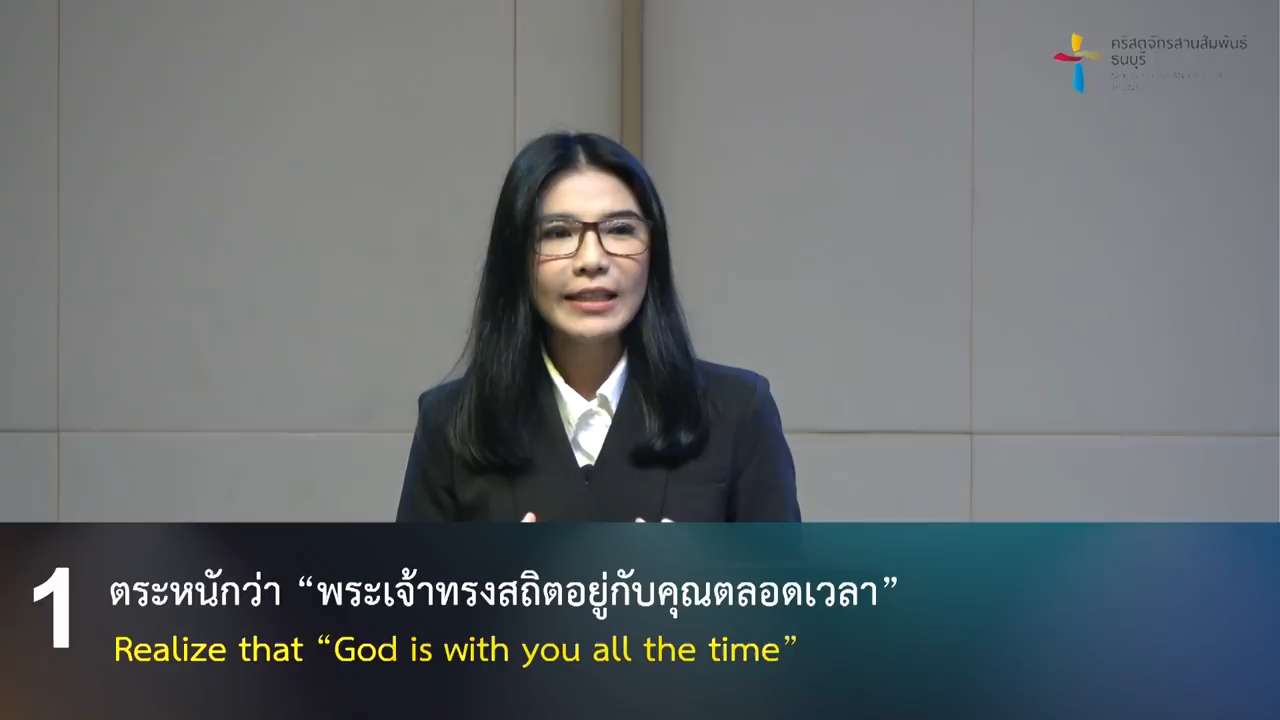 คริสตจักรสานสัมพันธ์
ธนบุรี
1
ตระหนักว่า “พระเจ้าทรงสถิตอยู่กับคุณตลอดเวลา”
Realize that “God is with you all the time”